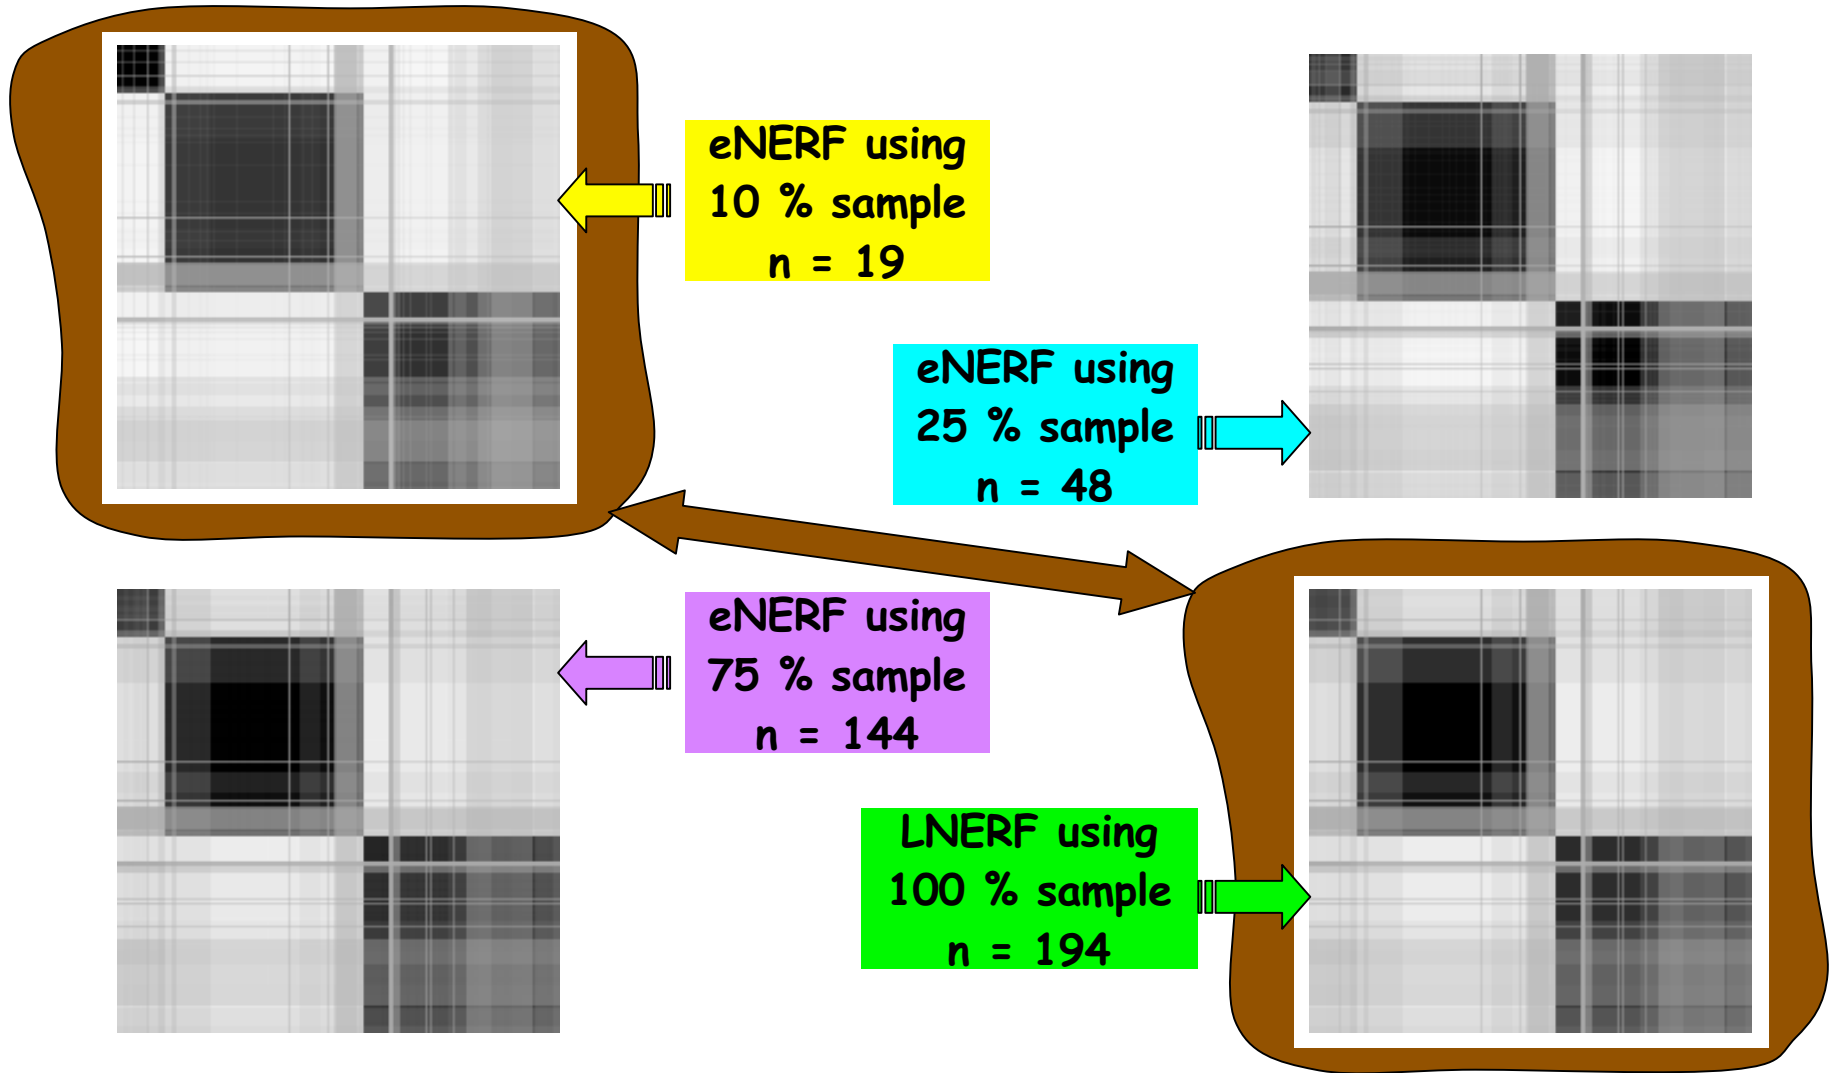 eNERF using
10 % sample
n = 19
eNERF using
25 % sample
n = 48
eNERF using
75 % sample
n = 144
LNERF using
100 % sample
n = 194